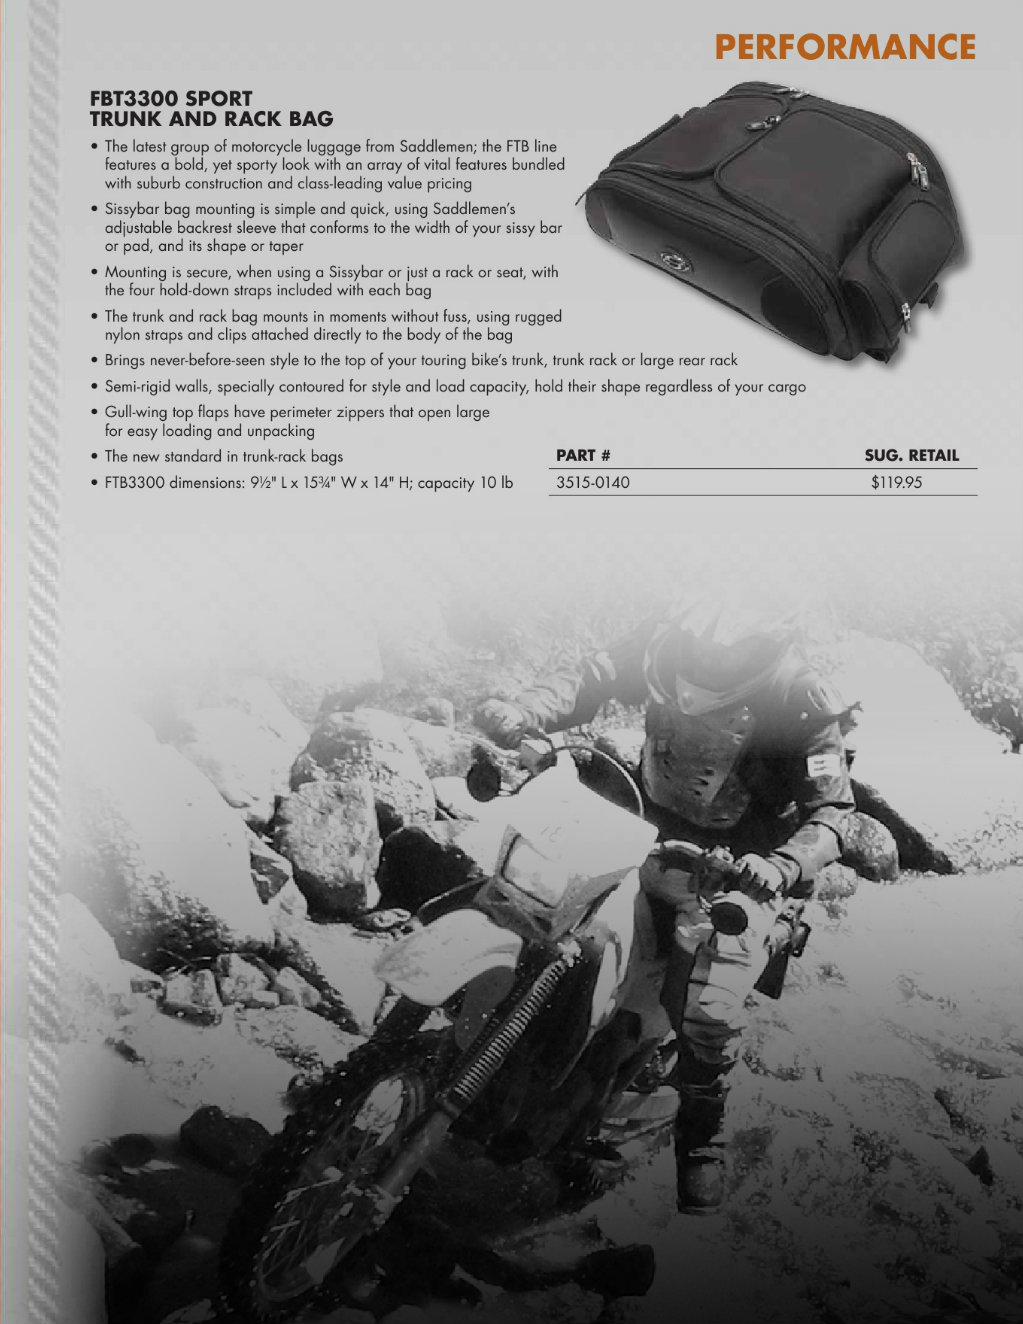 PERFORMANCE
FBT3300 SPORT
TRUNK AND RACK BAG
• The latest group of motorcycle luggage from Saddlemen; the FTB line
features a bold, yet sporty look with an array of vital features bundled
with suburb construction and class-leading value pricing
• Sissybar bag mounting is simple and quick, using Saddlemen's
adjustable backrest sleeve that conforms to the width of your sissy bar
or pad, and its shape or taper
• Mounting is secure, when using a Sissybar or just a rack or seat, with
the four hold-down straps included with each bag
• The trunk and rack bag mounts in moments without fuss, using rugged
nylon straps and clips attached directly to the body of the bag
• Brings never-before-seen style to the top of your touring bike's trunk, trunk rack or large rear rack
• Semi-rigid walls, specially contoured for style and load capacity, hold their shape regardless of your cargo
• Gull-wing top flaps have perimeter zippers that open large
for easy loading and unpacking
• The new standard in trunk-rack bags
• FTB3300 dimensions: 9½" L x 15¾" W x 14" H; capacity 10 lb
PART # SUG. RETAIL
3515-0140 $119.95